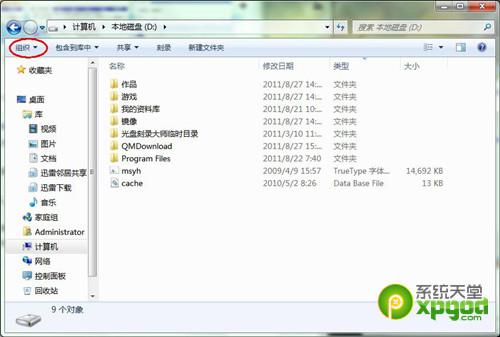 计算机 ▸ 本地磁盘 (D:) ▸
搜索 本地磁盘 (D:)
组织 包含到库中 共享 刻录 新建文件夹
名称 修改日期 类型 大小
收藏夹
桌面
库
视频
图片
文档
迅雷邻居共享
迅雷下载
音乐
家庭组
Administrator
计算机
网络
控制面板
回收站
作品 2011/8/27 14:... 文件夹
游戏 2011/8/27 14:... 文件夹
我的资料库 2011/8/27 14:... 文件夹
镜像 2011/8/27 14:... 文件夹
光盘刻录大师临时目录 2011/3/10 11:... 文件夹
QMDownload 2011/8/27 15:... 文件夹
Program Files 2011/8/22 7:40 文件夹
msyh 2009/4/9 15:57 TrueType 字体... 14,692 KB
cache 2010/5/2 8:26 Data Base File 13 KB
9 个对象
系统天堂
xpgod.com